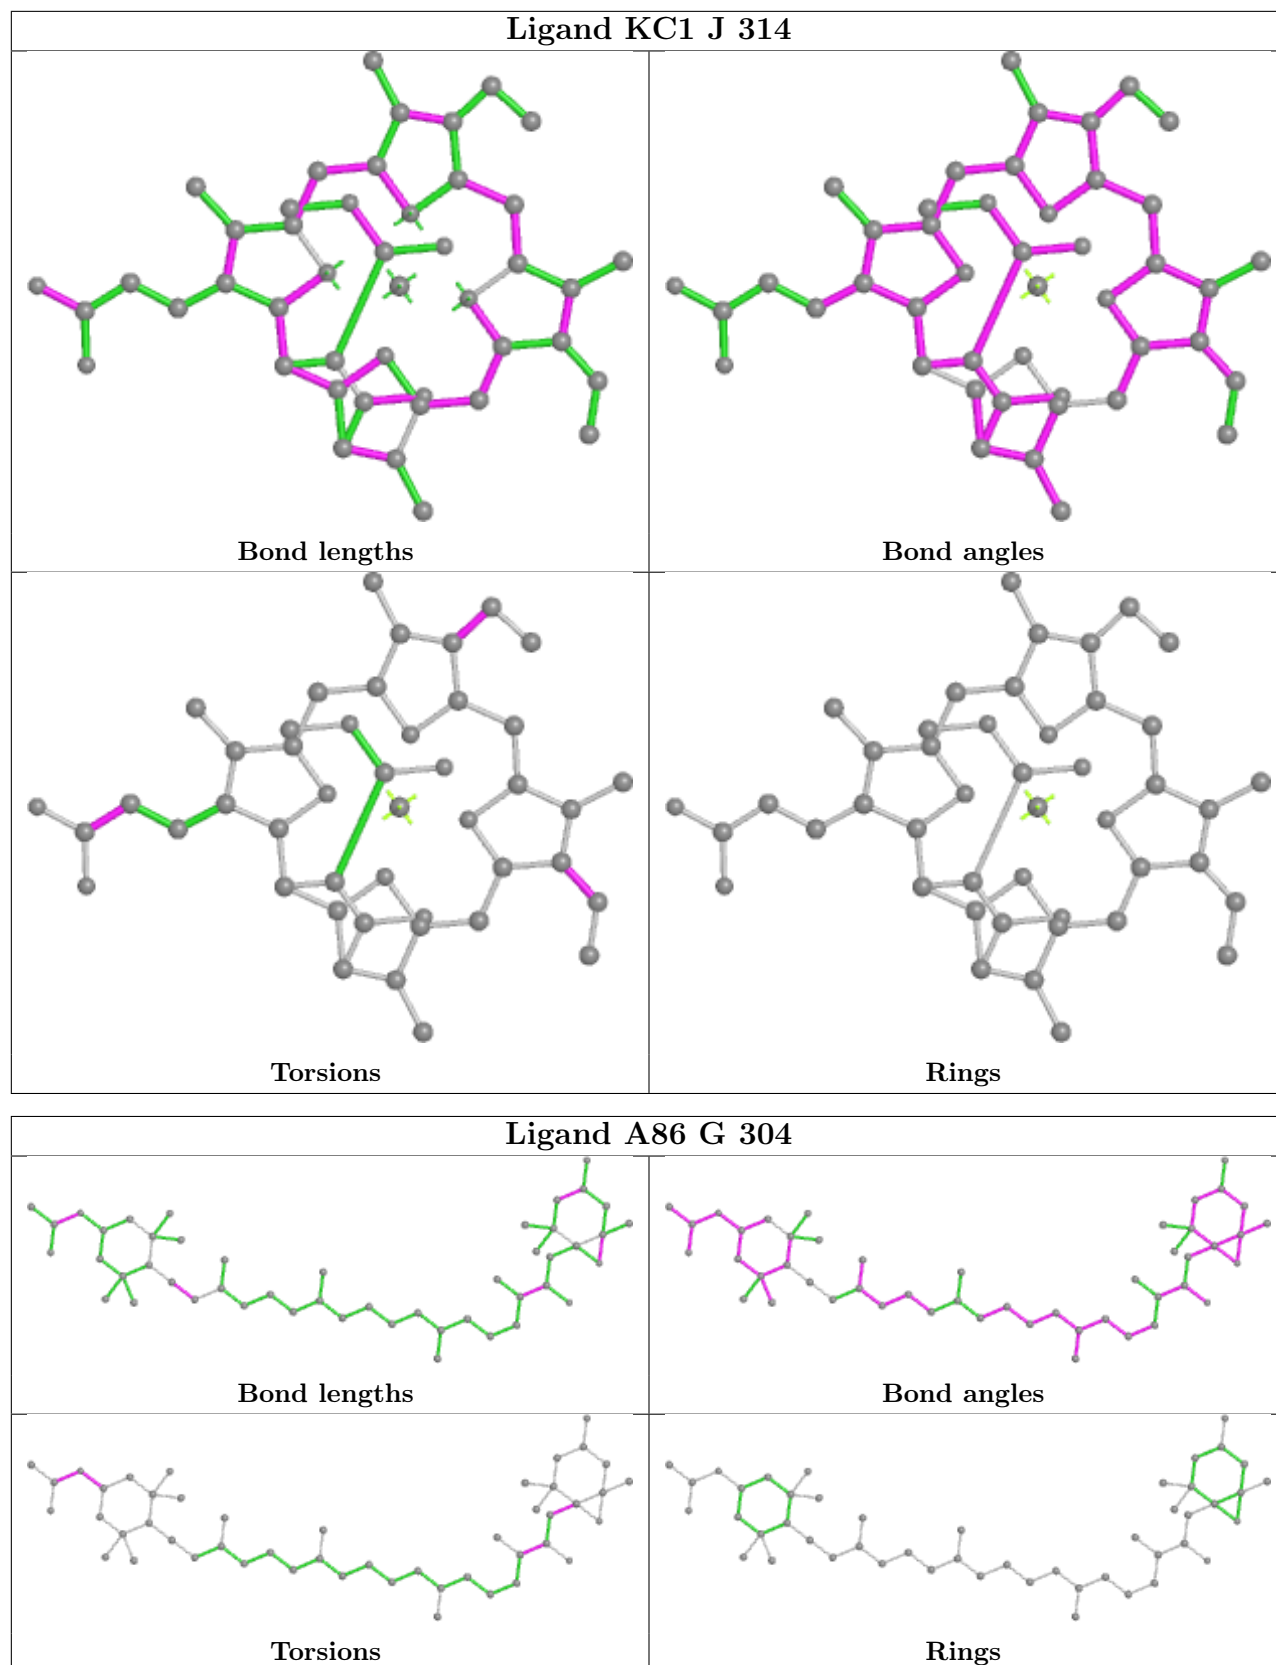 Ligand KC1 J 314
Bond lengths
Bond angles
Torsions
Rings
Ligand A86 G 304
Bond lengths
Bond angles
Torsions
Rings